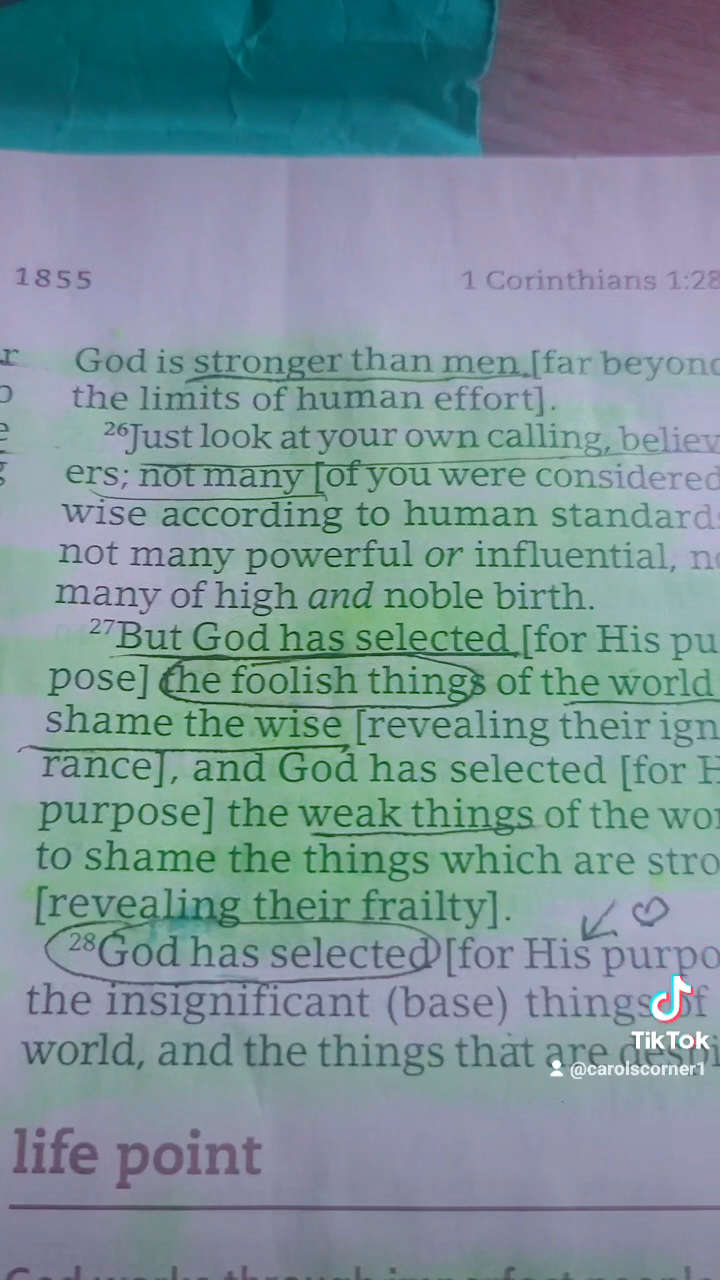 1855
1 Corinthians 1:28
r
God is stronger than men [far beyond
the limits of human effort].
26Just look at your own calling, believ
ers; not many [of you were considered
wise according to human standards
not many powerful or influential, no
many of high and noble birth.
27But God has selected [for His pu
pose] the foolish things of the world
shame the wise [revealing their ign
rance], and God has selected [for H
purpose] the weak things of the wor
to shame the things which are stro
[revealing their frailty].
28God has selected [for His purpo
the insignificant (base) things of
world, and the things that are despi
TikTok
@carolscorner1
life point